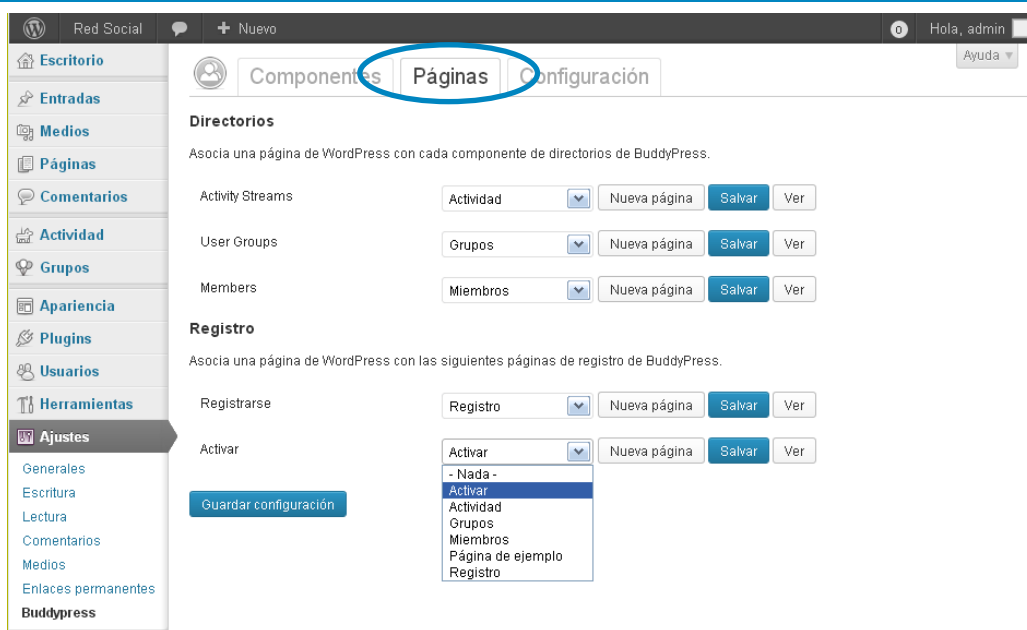 Red Social + Nuevo 0 Hola, admin
Ayuda
Escritorio
Entradas
Medios
Páginas
Comentarios
Actividad
Grupos
Apariencia
Plugins
Usuarios
Herramientas
Ajustes
Generales
Escritura
Lectura
Comentarios
Medios
Enlaces permanentes
Buddypress
Componentes Páginas Configuración
Directorios
Asocia una página de WordPress con cada componente de directorios de BuddyPress.
Activity Streams Actividad Nueva página Salvar Ver
User Groups Grupos Nueva página Salvar Ver
Members Miembros Nueva página Salvar Ver
Registro
Asocia una página de WordPress con las siguientes páginas de registro de BuddyPress.
Registrarse Registro Nueva página Salvar Ver
Activar Activar Nueva página Salvar Ver
- Nada -
Activar
Actividad
Grupos
Miembros
Página de ejemplo
Registro
Guardar configuración